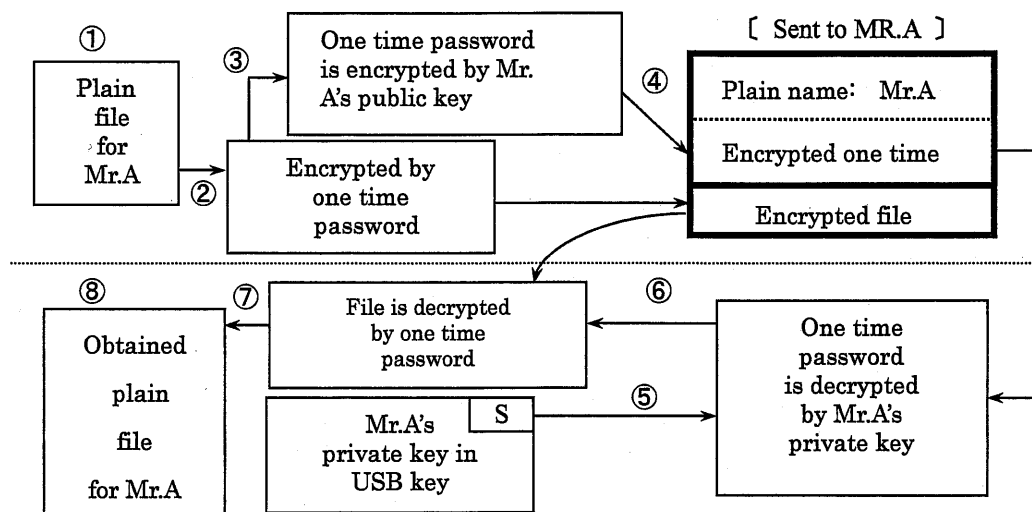 ①
Plain
file
for
Mr.A
②
③
One time password
is encrypted by Mr.
A's public key
Encrypted by
one time
password
④
[ Sent to MR.A ]
Plain name: Mr.A
Encrypted one time
Encrypted file
⑧
Obtained
plain
file
for Mr.A
⑦
File is decrypted
by one time
password
Mr.A's
private key in
USB key
S
⑥
⑤
One time
password
is decrypted
by Mr.A's
private key